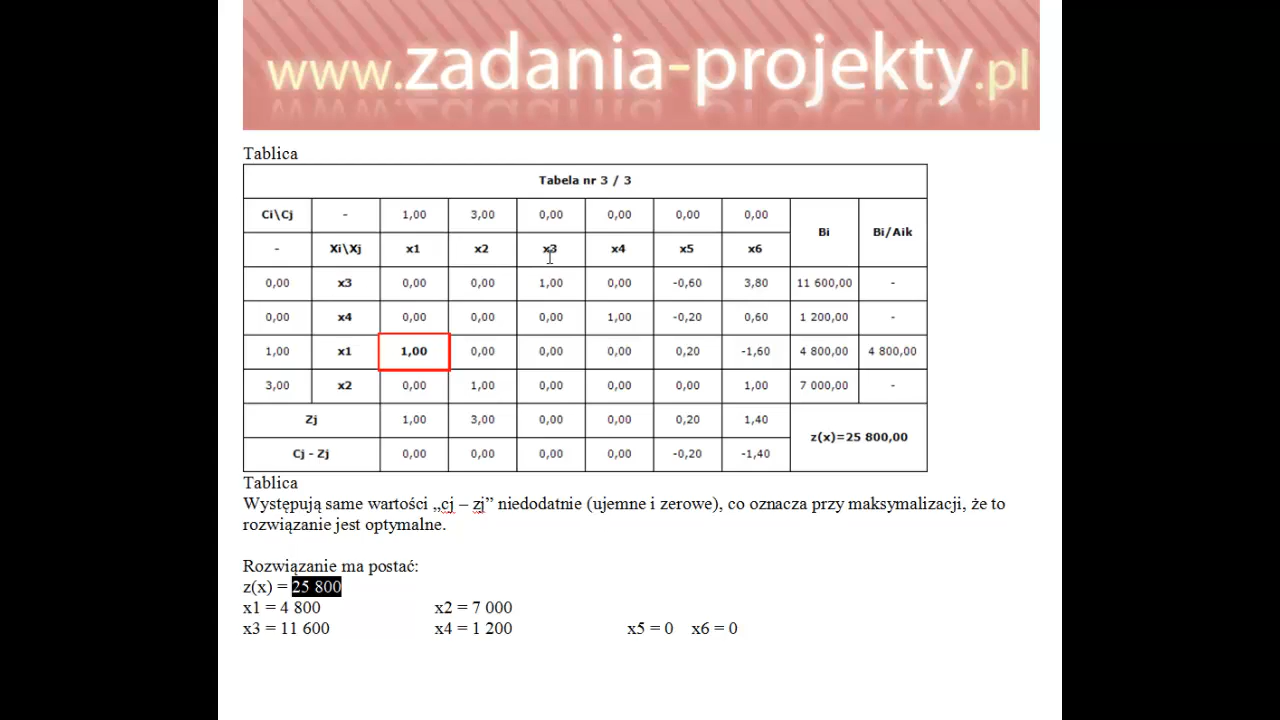 www.zadania-projekty.pl
Tablica
Tabela nr 3 / 3
Ci\Cj - 1,00 3,00 0,00 0,00 0,00 0,00 Bi Bi/Aik
- Xi\Xj x1 x2 x3 x4 x5 x6
0,00 x3 0,00 0,00 1,00 0,00 -0,60 3,80 11 600,00 -
0,00 x4 0,00 0,00 0,00 1,00 -0,20 0,60 1 200,00 -
1,00 x1 1,00 0,00 0,00 0,00 0,20 -1,60 4 800,00 4 800,00
3,00 x2 0,00 1,00 0,00 0,00 0,00 1,00 7 000,00 -
Zj 1,00 3,00 0,00 0,00 0,20 1,40 z(x)=25 800,00
Cj - Zj 0,00 0,00 0,00 0,00 -0,20 -1,40
Tablica
Występują same wartości „cj – zj” niedodatnie (ujemne i zerowe), co oznacza przy maksymalizacji, że to
rozwiązanie jest optymalne.
Rozwiązanie ma postać:
z(x) = 25 800
x1 = 4 800 x2 = 7 000
x3 = 11 600 x4 = 1 200 x5 = 0 x6 = 0